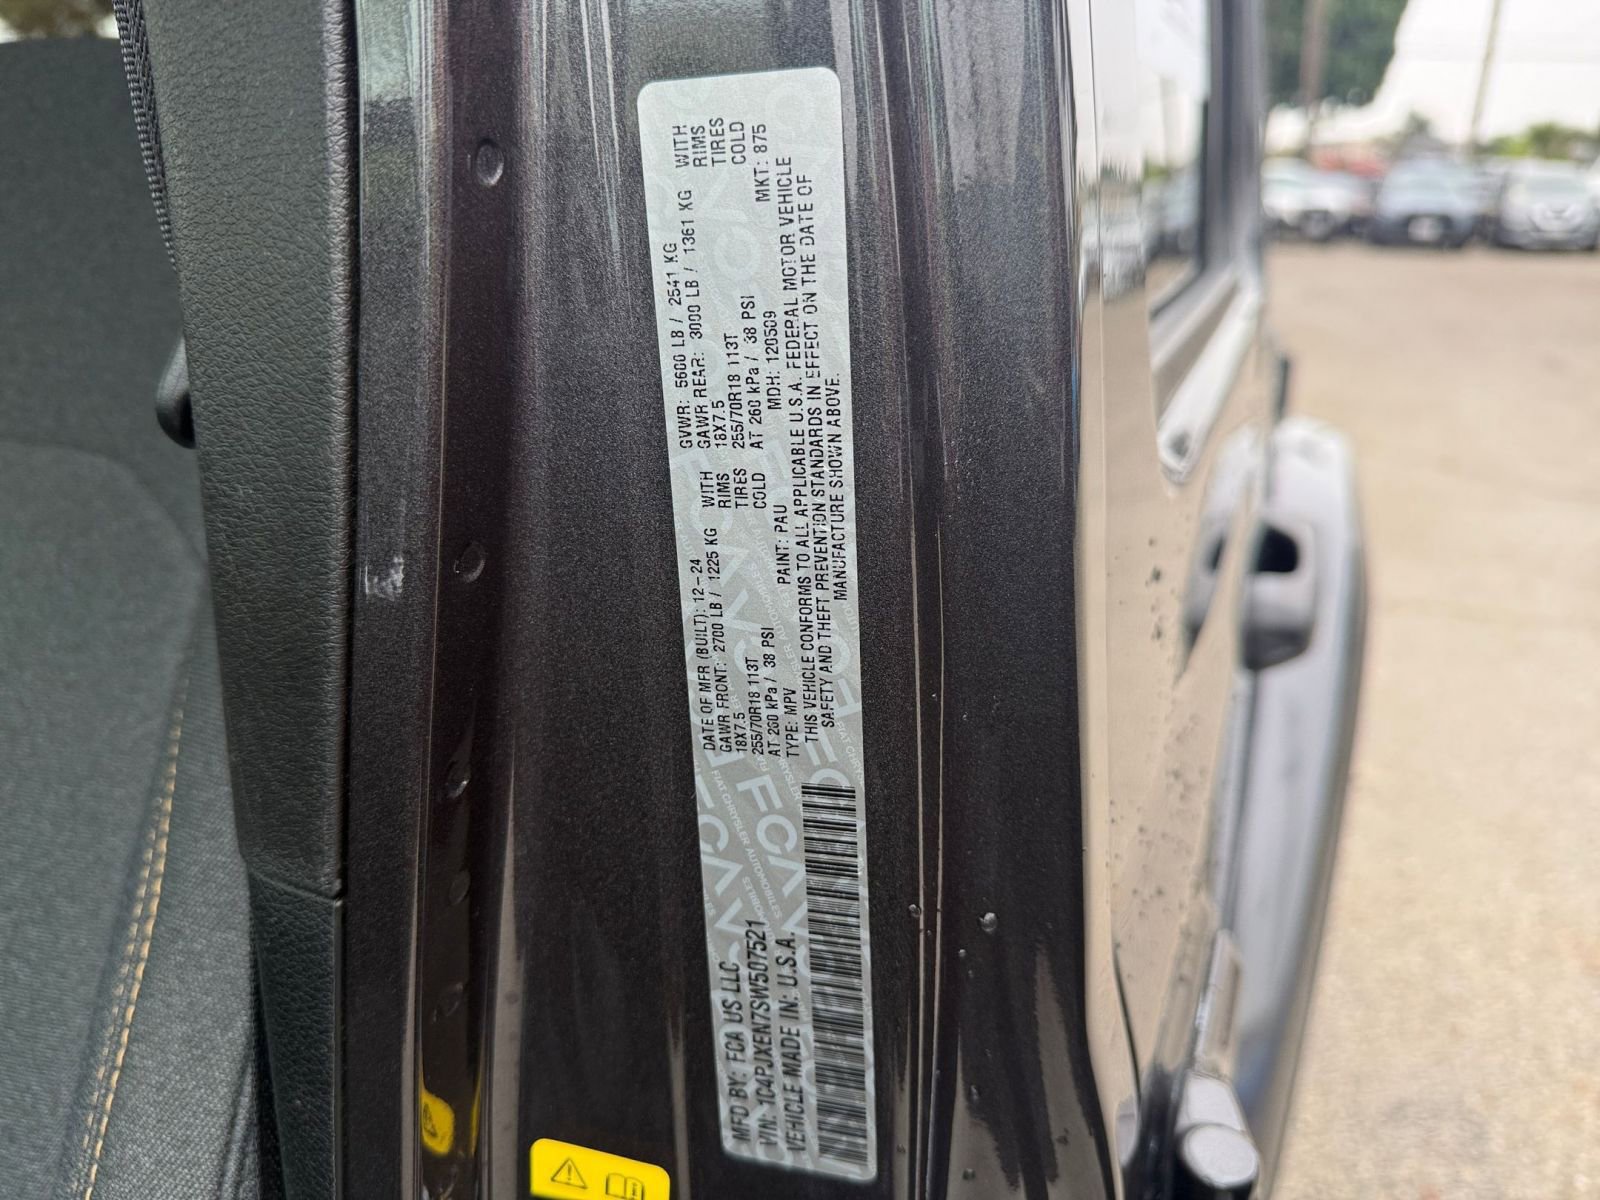 MFD BY: FCA US LLC
DATE OF MFR (BUILT): 12-24
GVWR: 5600 LB / 2541 KG
GAWR FRONT: 2700 LB / 1225 KG WITH
18X7.5 RIMS
255/70R18 113T TIRES
AT 260 kPa / 38 PSI COLD
GAWR REAR: 3000 LB / 1361 KG WITH
18X7.5 RIMS
255/70R18 113T TIRES
AT 260 kPa / 38 PSI COLD
VIN: 1C4PJXEN7SW507521
TYPE: MPV
PAINT: PAU
MDH: 120509
MKT: 875
VEHICLE MADE IN: U.S.A.
THIS VEHICLE CONFORMS TO ALL APPLICABLE U.S.A. FEDERAL MOTOR VEHICLE
SAFETY AND THEFT PREVENTION STANDARDS IN EFFECT ON THE DATE OF
MANUFACTURE SHOWN ABOVE.